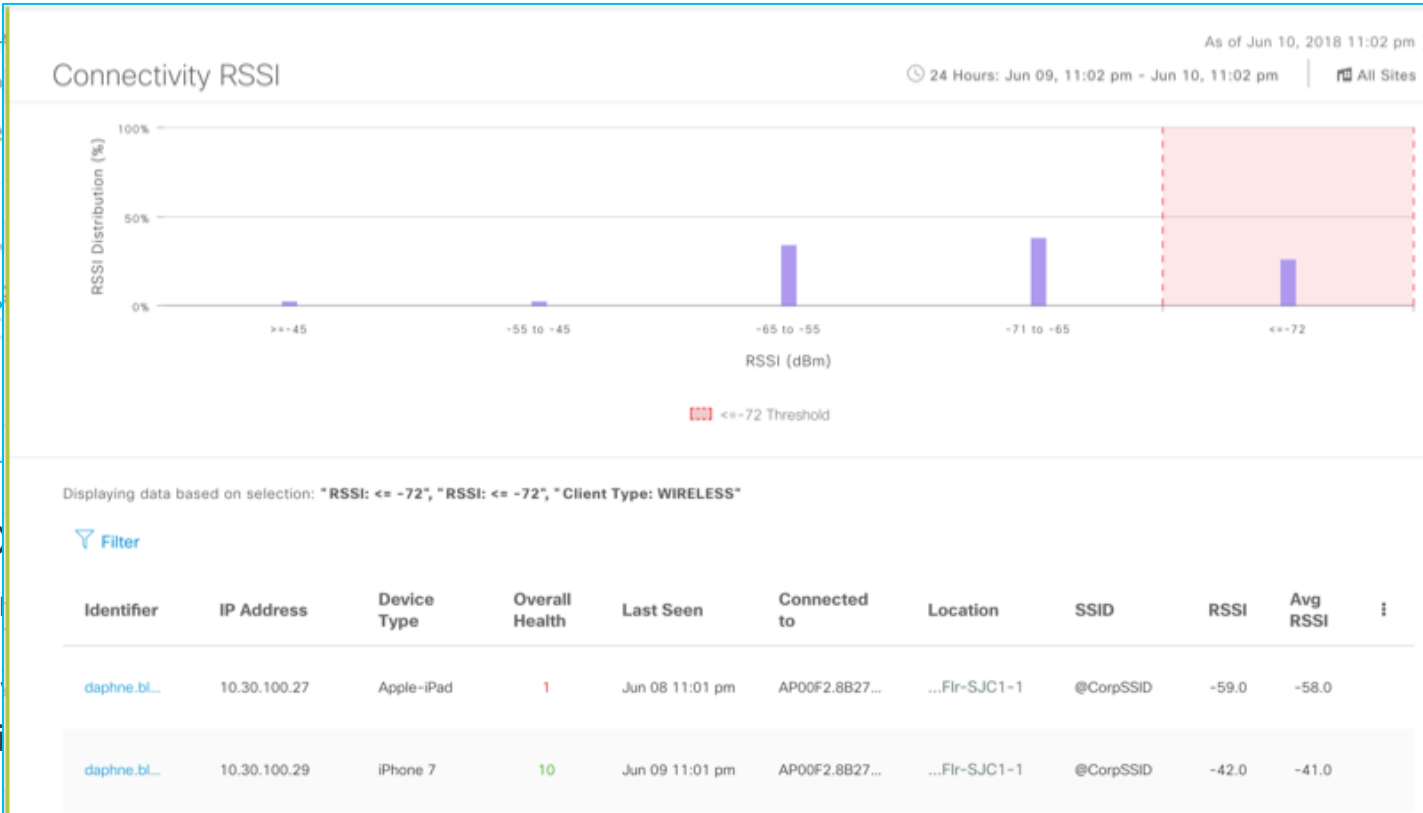 As of Jun 10, 2018 11:02 pm
Connectivity RSSI
24 Hours: Jun 09, 11:02 pm - Jun 10, 11:02 pm
All Sites
RSSI Distribution (%)
100%
50%
0%
>=-45
-55 to -45
-65 to -55
-71 to -65
<=-72
RSSI (dBm)
<=-72 Threshold
Displaying data based on selection: "RSSI: <= -72", "RSSI: <= -72", "Client Type: WIRELESS"
Filter
Identifier IP Address Device Type Overall Health Last Seen Connected to Location SSID RSSI Avg RSSI
daphne.bl... 10.30.100.27 Apple-iPad 1 Jun 08 11:01 pm AP00F2.8B27... ...Flr-SJC1-1 @CorpSSID -59.0 -58.0
daphne.bl... 10.30.100.29 iPhone 7 10 Jun 09 11:01 pm AP00F2.8B27... ...Flr-SJC1-1 @CorpSSID -42.0 -41.0